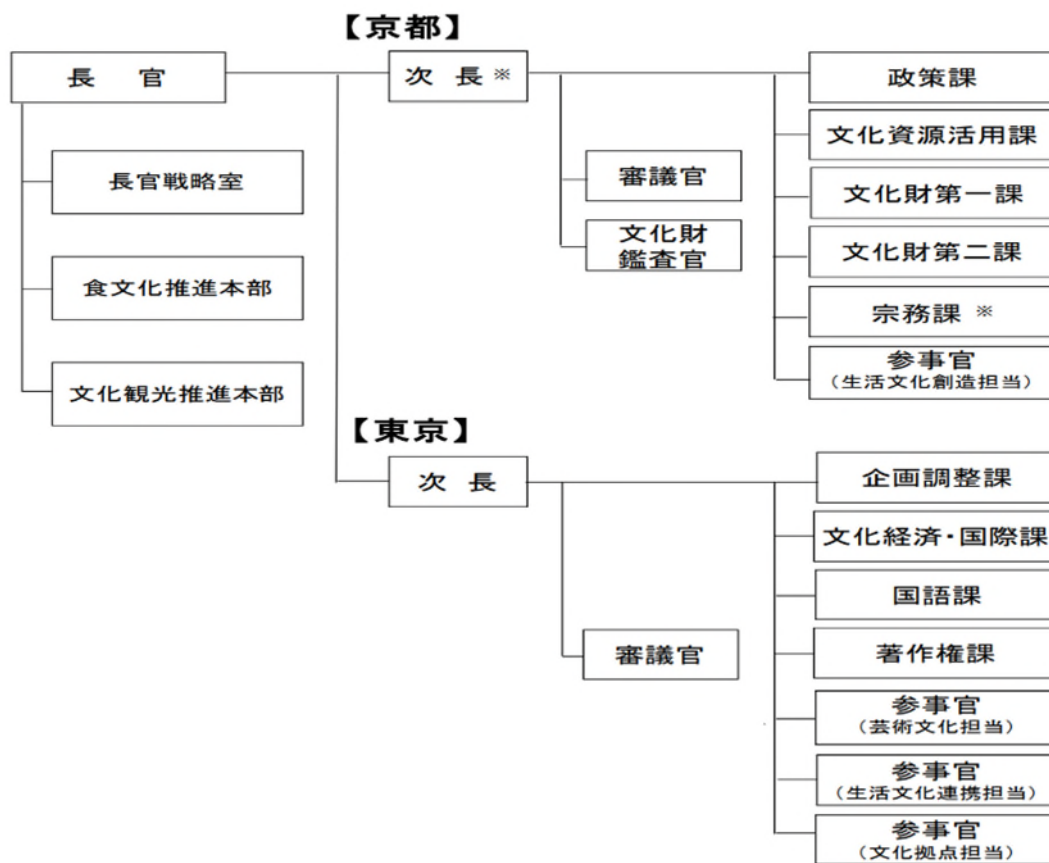 【京都】
長　官
次 長 ※
政策課
長官戦略室
食文化推進本部
文化観光推進本部
審議官
文化財
鑑査官
文化資源活用課
文化財第一課
文化財第二課
宗務課 ※
参事官
（生活文化創造担当）
【東京】
次 長
審議官
企画調整課
文化経済・国際課
国語課
著作権課
参事官
（芸術文化担当）
参事官
（生活文化連携担当）
参事官
（文化拠点担当）